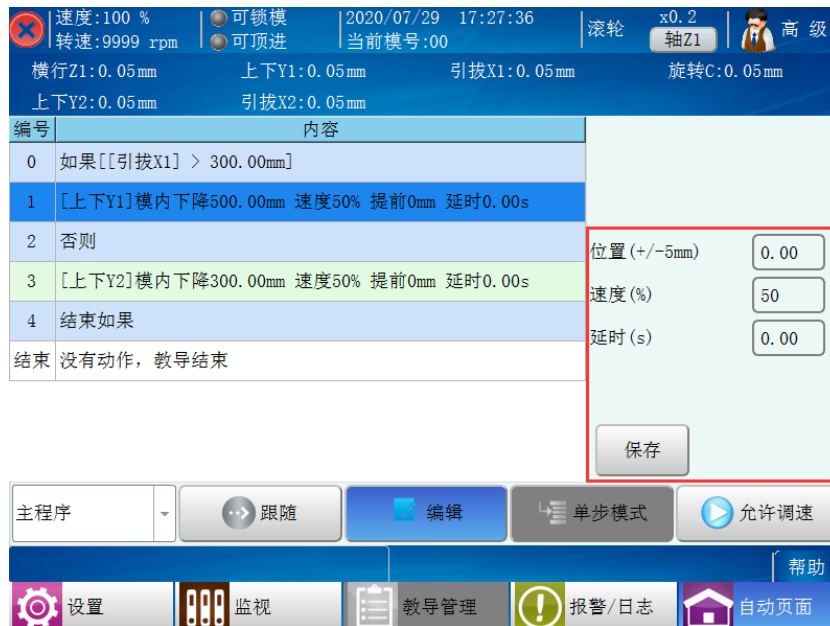 速度:100 % 可锁模 2020/07/29 17:27:36 滚轮 x0.2 高 级
转速:9999 rpm 可顶进 当前模号:00 轴Z1
横行Z1:0.05mm 上下Y1:0.05mm 引拔X1:0.05mm 旋转C:0.05mm
上下Y2:0.05mm 引拔X2:0.05mm
编号 内容
0 如果[[引拔X1] > 300.00mm]
1 [上下Y1]模内下降500.00mm 速度50% 提前0mm 延时0.00s
2 否则
3 [上下Y2]模内下降300.00mm 速度50% 提前0mm 延时0.00s
4 结束如果
结束 没有动作，教导结束
位置(+/-5mm) 0.00
速度(%) 50
延时(s) 0.00
保存
主程序 跟随 编辑 单步模式 允许调速
帮助
设置 监视 教导管理 报警/日志 自动页面